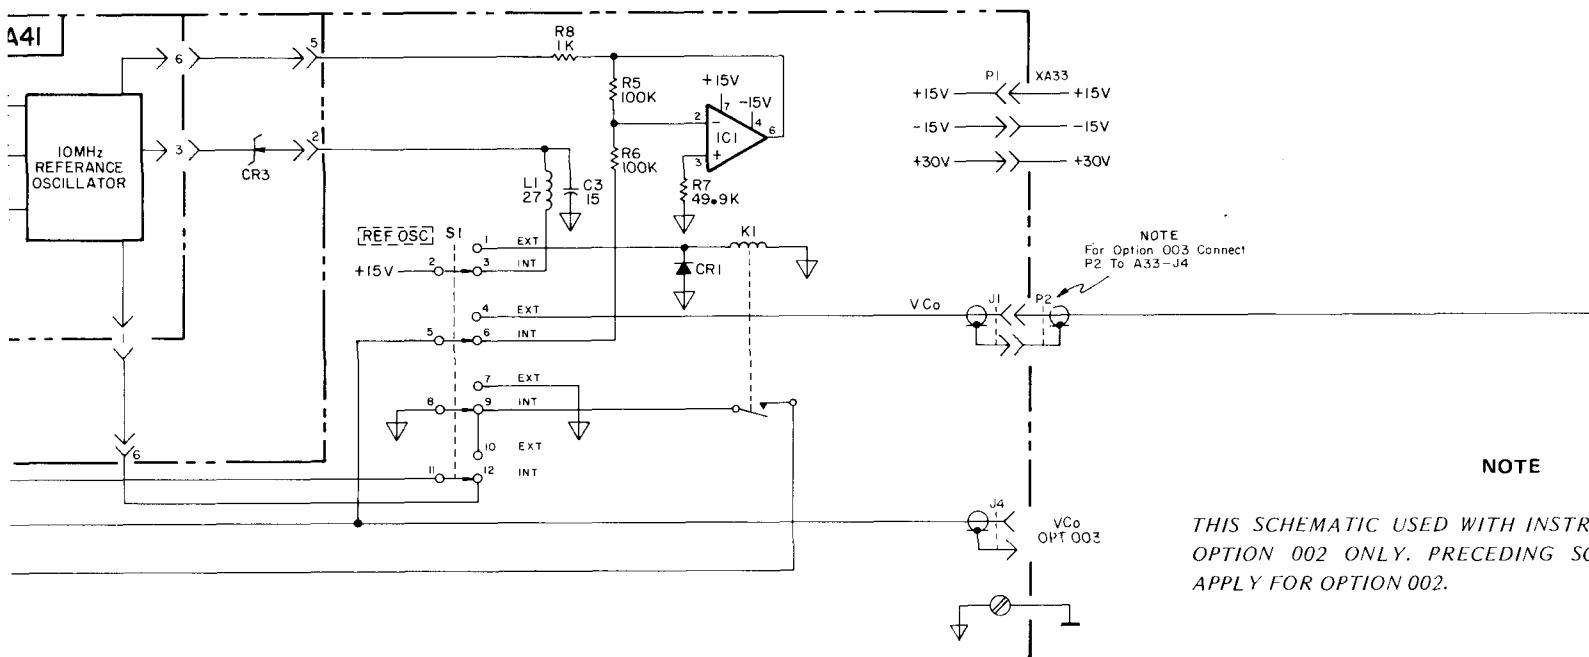 A41
6
5
R8
1K
R5
100K
+15V
7
-15V
4
2
-
IC1
6
+
3
P1
XA33
+15V
+15V
-15V
-15V
+30V
+30V
10MHz
REFERANCE
OSCILLATOR
3
CR3
2
R6
100K
L1
27
C3
15
R7
49.9K
REF OSC
S1
1
EXT
K1
+15V
2
3
INT
CR1
NOTE
For Option 003 Connect
P2 To A33-J4
4
EXT
VCo
J1
P2
5
6
INT
1
7
EXT
8
9
INT
10
EXT
6
11
12
INT
NOTE
J4
VCo
OPT 003
THIS SCHEMATIC USED WITH INSTR
OPTION 002 ONLY. PRECEDING SC
APPLY FOR OPTION 002.